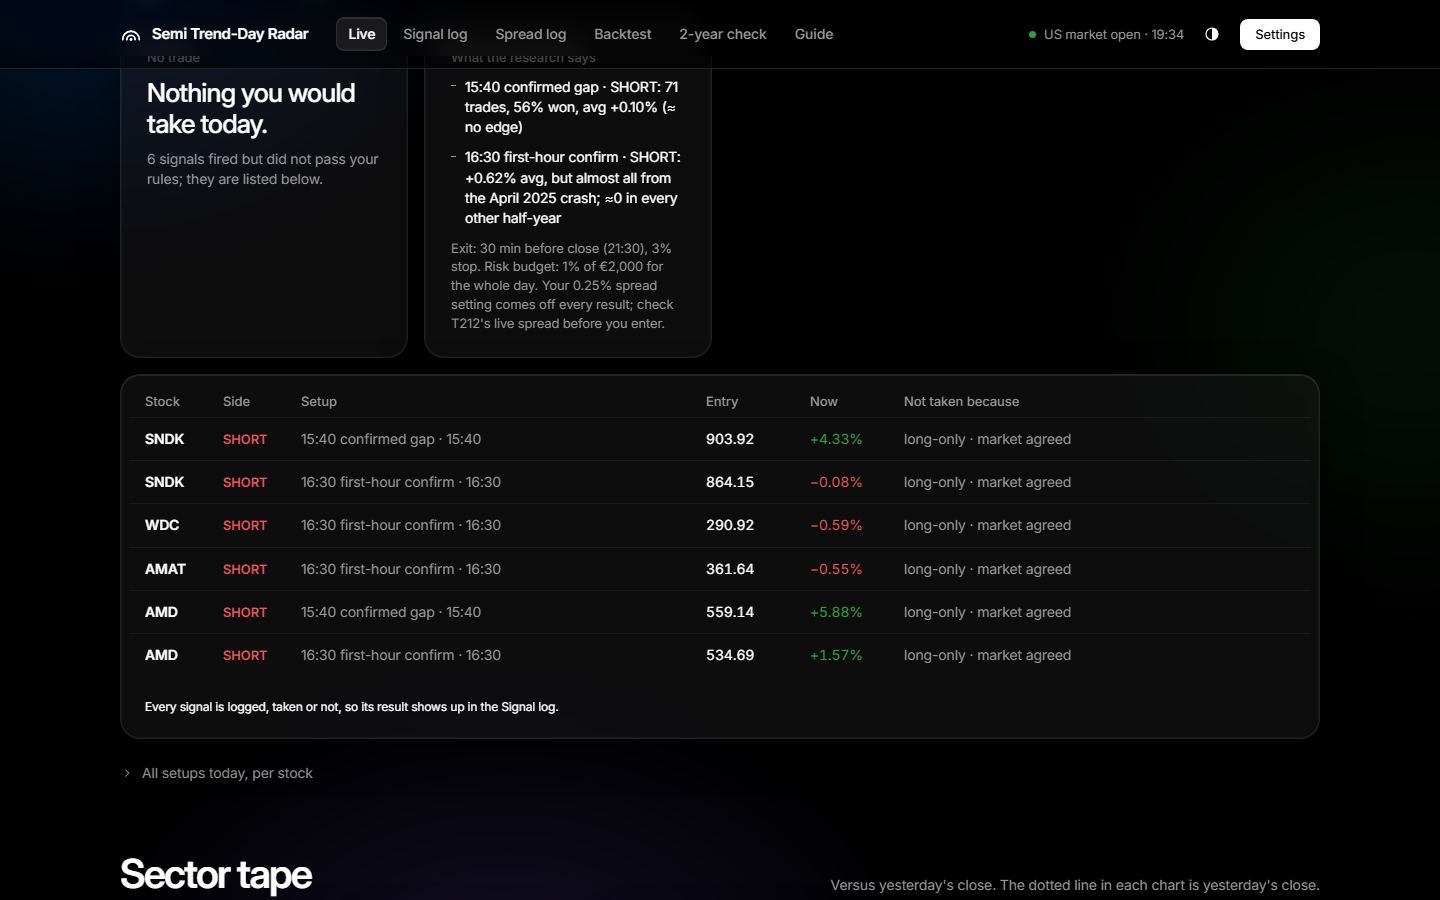 Semi Trend-Day Radar
Live
Signal log
Spread log
Backtest
2-year check
Guide
US market open · 19:34
Settings
No trade
Nothing you would
take today.
6 signals fired but did not pass your
rules; they are listed below.
What the research says
- 15:40 confirmed gap · SHORT: 71
trades, 56% won, avg +0.10% (≈
no edge)
- 16:30 first-hour confirm · SHORT:
+0.62% avg, but almost all from
the April 2025 crash; ≈0 in every
other half-year
Exit: 30 min before close (21:30), 3%
stop. Risk budget: 1% of €2,000 for
the whole day. Your 0.25% spread
setting comes off every result; check
T212's live spread before you enter.
Stock Side Setup Entry Now Not taken because
SNDK SHORT 15:40 confirmed gap · 15:40 903.92 +4.33% long-only · market agreed
SNDK SHORT 16:30 first-hour confirm · 16:30 864.15 −0.08% long-only · market agreed
WDC SHORT 16:30 first-hour confirm · 16:30 290.92 −0.59% long-only · market agreed
AMAT SHORT 16:30 first-hour confirm · 16:30 361.64 −0.55% long-only · market agreed
AMD SHORT 15:40 confirmed gap · 15:40 559.14 +5.88% long-only · market agreed
AMD SHORT 16:30 first-hour confirm · 16:30 534.69 +1.57% long-only · market agreed
Every signal is logged, taken or not, so its result shows up in the Signal log.
All setups today, per stock
Sector tape
Versus yesterday's close. The dotted line in each chart is yesterday's close.